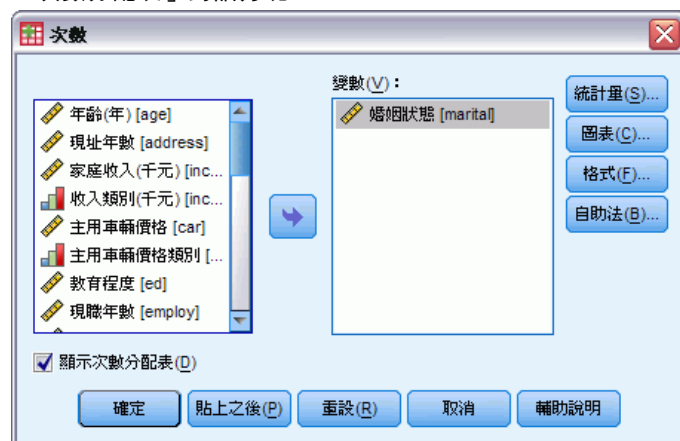 次數
變數(V)：
年齡(年) [age]
現址年數 [address]
家庭收入(千元) [inc...
收入類別(千元) [inc...
主用車輛價格 [car]
主用車輛價格類別 [...
教育程度 [ed]
現職年數 [employ]
婚姻狀態 [marital]
統計量(S)...
圖表(C)...
格式(F)...
自助法(B)...
顯示次數分配表(D)
確定
貼上之後(P)
重設(R)
取消
輔助說明